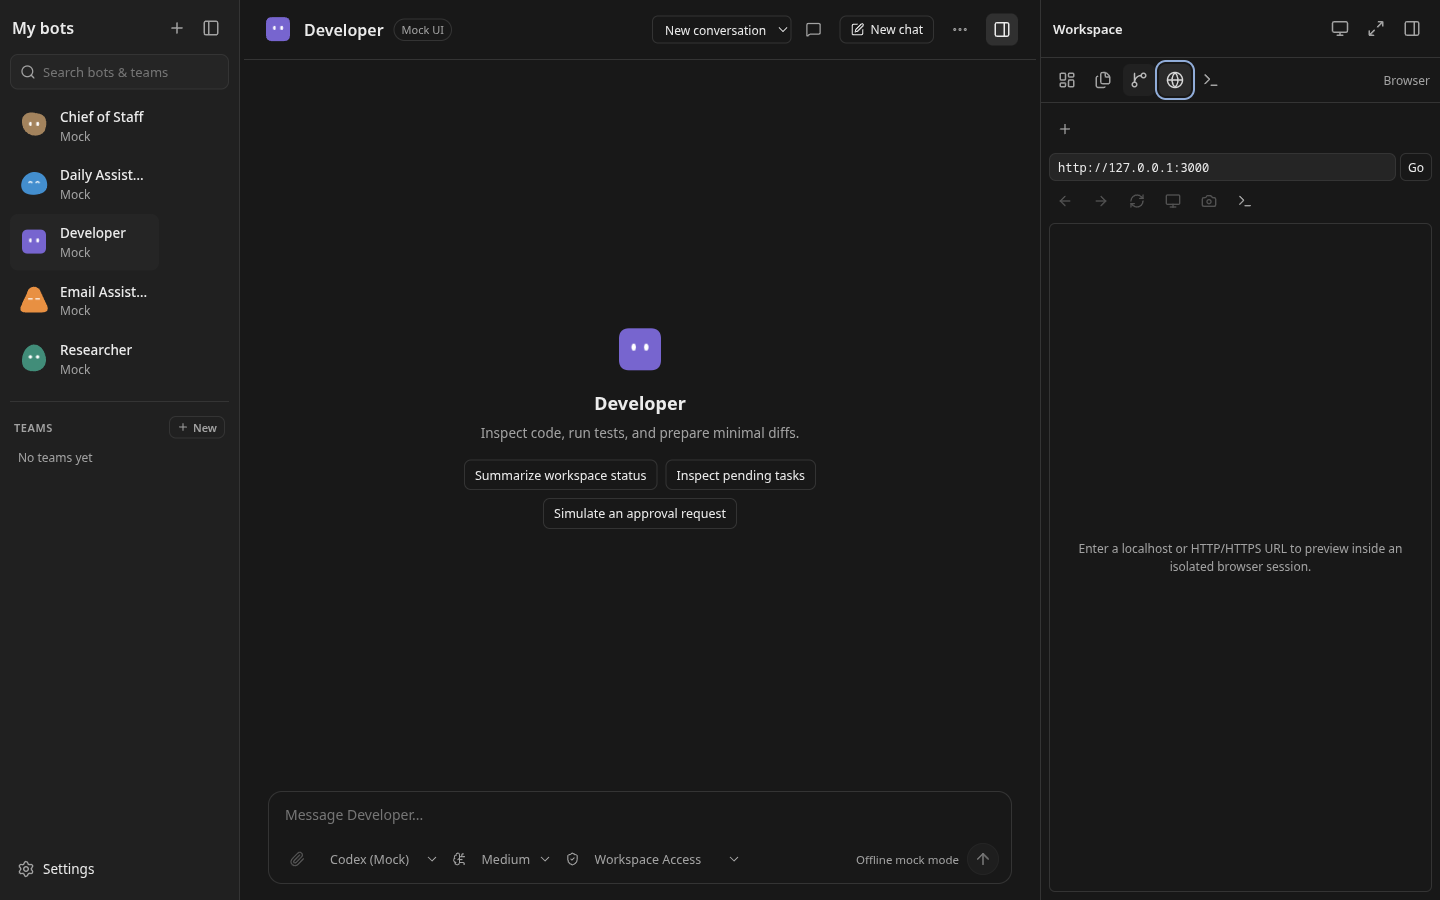 My bots
Search bots & teams
Chief of Staff
Mock
Daily Assist...
Mock
Developer
Mock
Email Assist...
Mock
Researcher
Mock
TEAMS
New
No teams yet
Settings
Developer
Mock UI
New conversation
New chat
Developer
Inspect code, run tests, and prepare minimal diffs.
Summarize workspace status
Inspect pending tasks
Simulate an approval request
Message Developer...
Codex (Mock)
Medium
Workspace Access
Offline mock mode
Workspace
Browser
http://127.0.0.1:3000
Go
Enter a localhost or HTTP/HTTPS URL to preview inside an
isolated browser session.